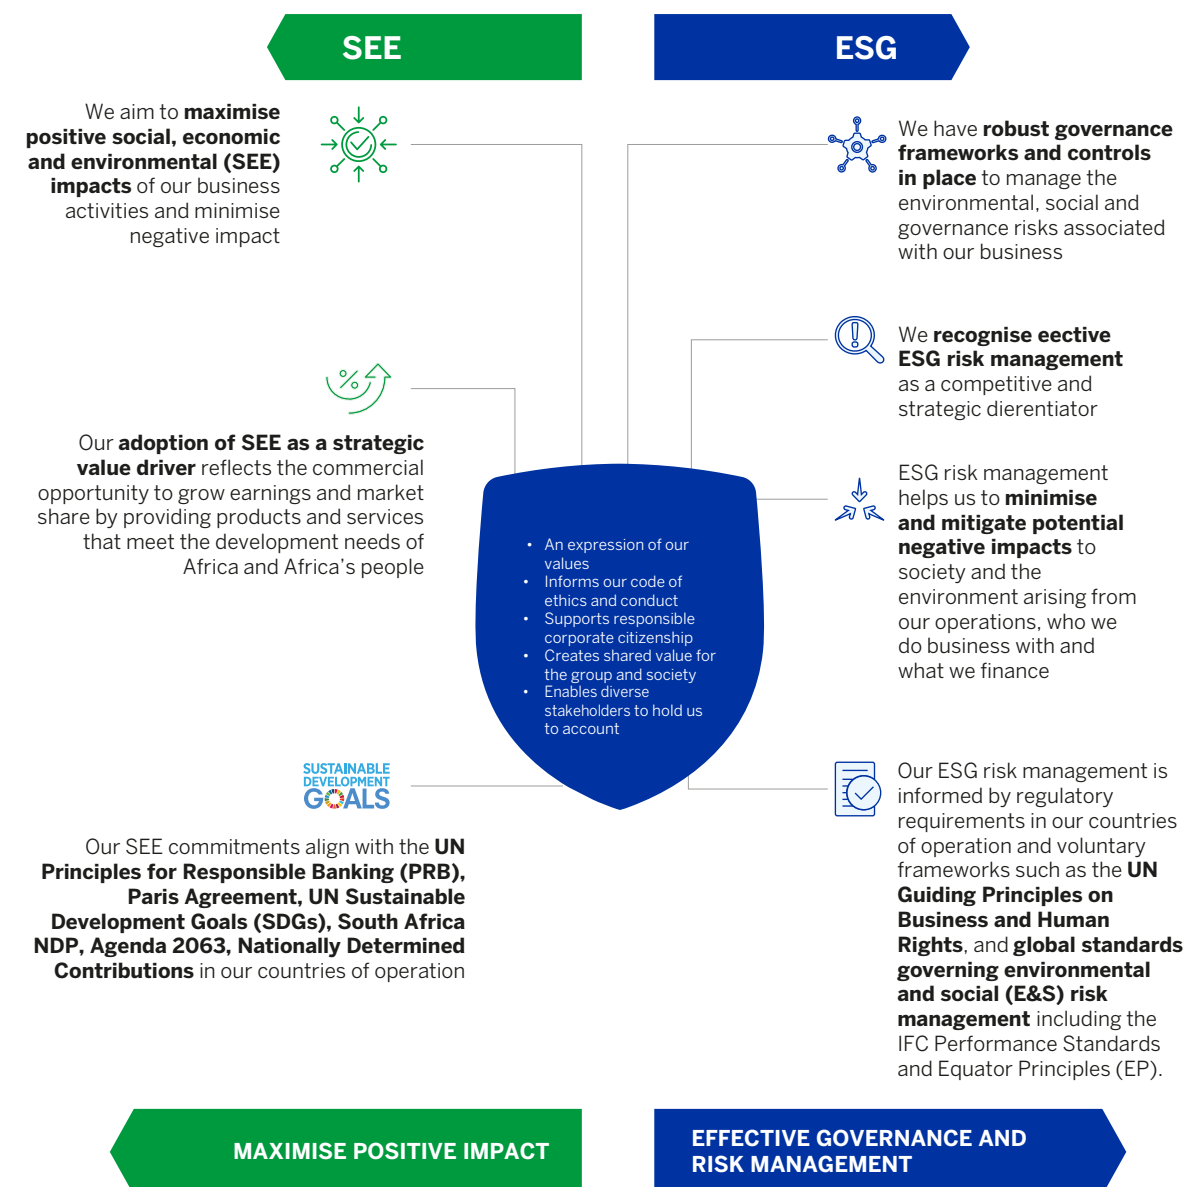 SEE
We aim to maximise
positive social, economic
and environmental (SEE)
impacts of our business
activities and minimise
negative impact
%
Our adoption of SEE as a strategic
value driver reflects the commercial
opportunity to grow earnings and market
share by providing products and services
that meet the development needs of
Africa and Africa's people
SUSTAINABLE
DEVELOPMENT
GOALS
Our SEE commitments align with the UN
Principles for Responsible Banking (PRB),
Paris Agreement, UN Sustainable
Development Goals (SDGs), South Africa
NDP, Agenda 2063, Nationally Determined
Contributions in our countries of operation
MAXIMISE POSITIVE IMPACT
• An expression of our
values
• Informs our code of
ethics and conduct
• Supports responsible
corporate citizenship
• Creates shared value for
the group and society
• Enables diverse
stakeholders to hold us
to account
ESG
We have robust governance
frameworks and controls
in place to manage the
environmental, social and
governance risks associated
with our business
We recognise eective
ESG risk management
as a competitive and
strategic dierentiator
ESG risk management
helps us to minimise
and mitigate potential
negative impacts to
society and the
environment arising from
our operations, who we
do business with and
what we finance
Our ESG risk management is
informed by regulatory
requirements in our countries
of operation and voluntary
frameworks such as the UN
Guiding Principles on
Business and Human
Rights, and global standards
governing environmental
and social (E&S) risk
management including the
IFC Performance Standards
and Equator Principles (EP).
EFFECTIVE GOVERNANCE AND
RISK MANAGEMENT